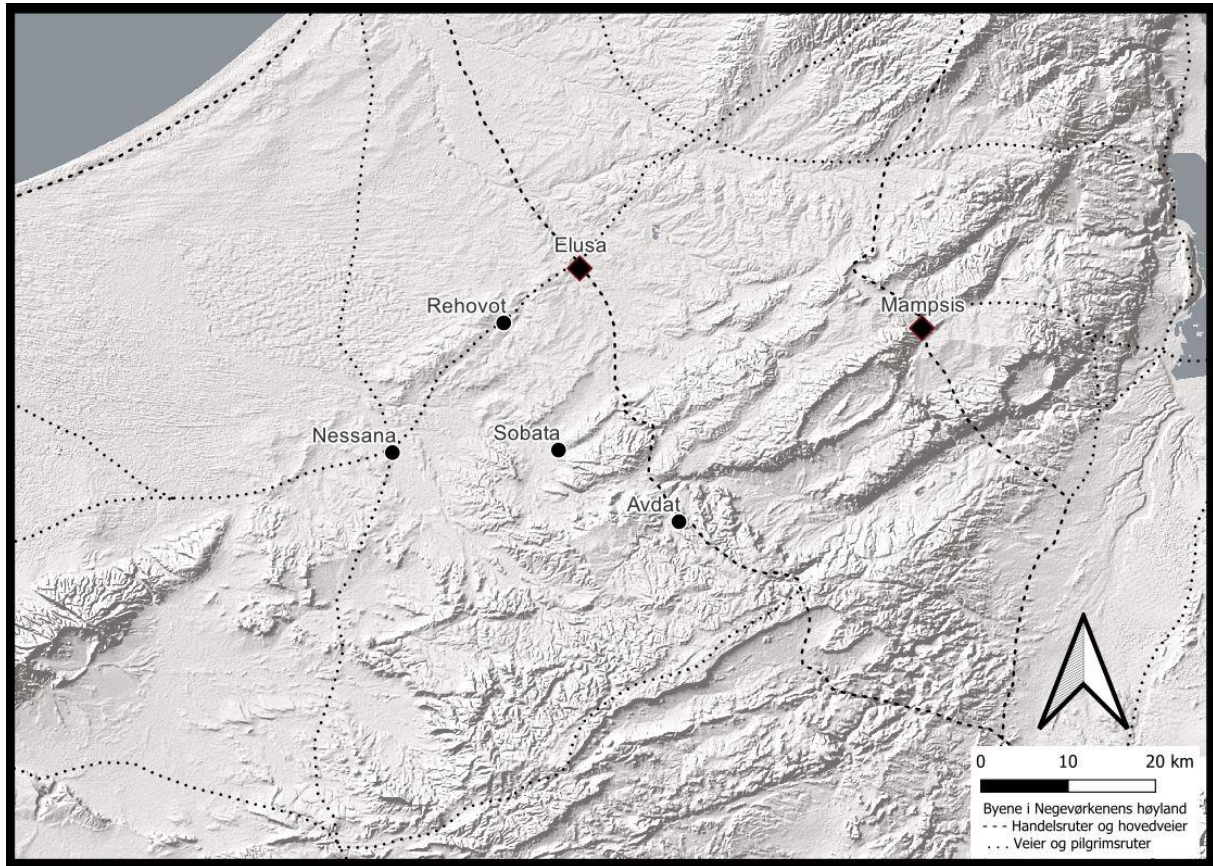 Elusa
Rehovot
Mampsis
Nessana
Sobata
Avdat
0 10 20 km
Byene i Negevørkenens høyland
--- Handelsruter og hovedveier
... Veier og pilgrimsruter